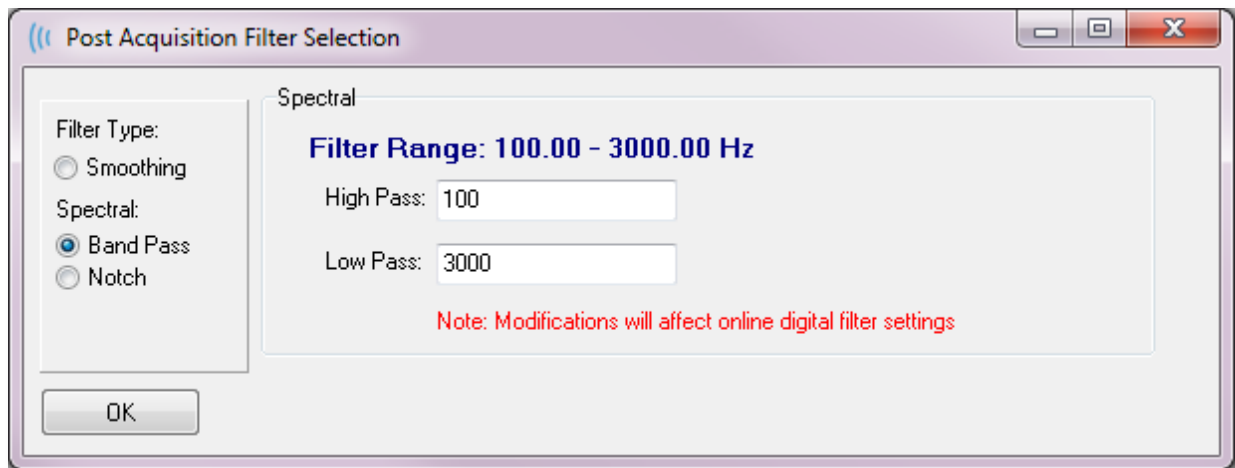 Post Acquisition Filter Selection
Filter Type:
Smoothing
Spectral:
Band Pass
Notch
OK
Spectral
Filter Range: 100.00 - 3000.00 Hz
High Pass: 100
Low Pass: 3000
Note: Modifications will affect online digital filter settings